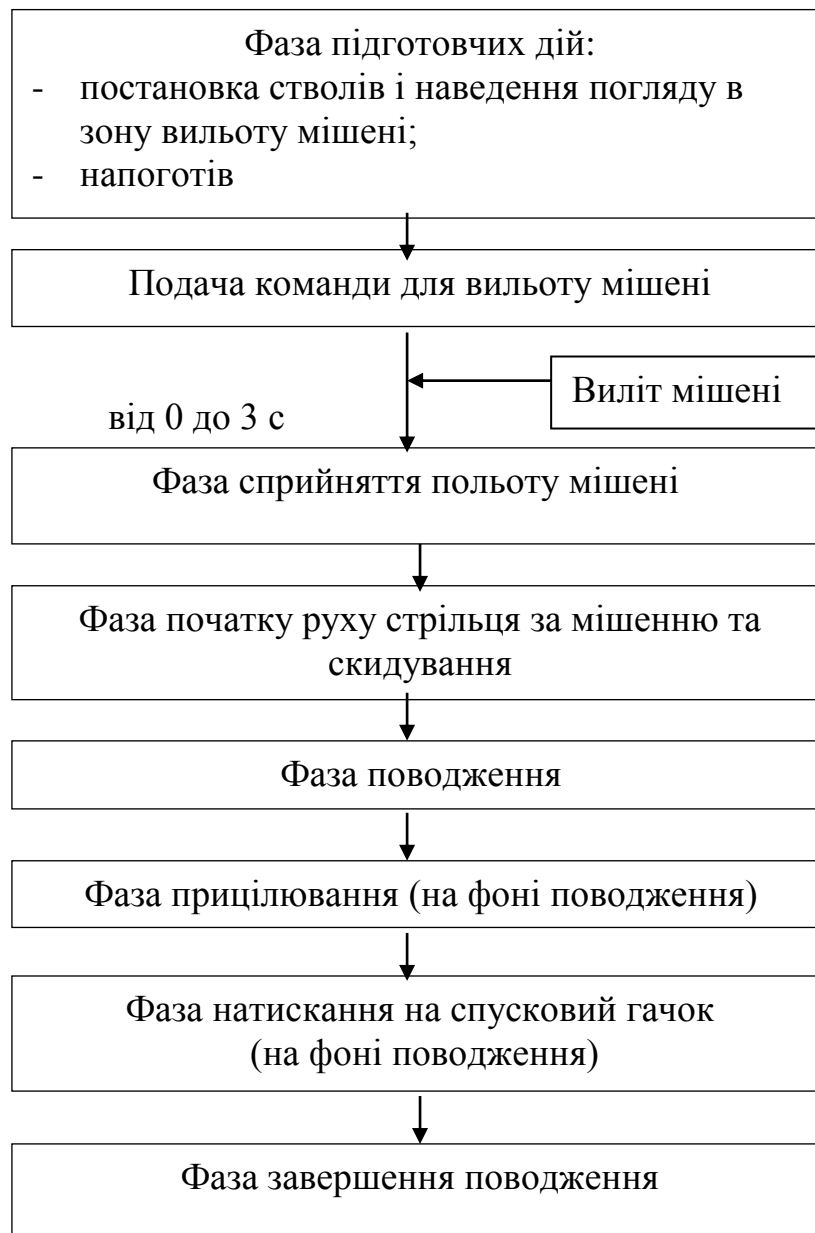 Фаза підготовчих дій:
- постановка стволів і наведення погляду в
зону вильоту мішені;
- напоготів
Подача команди для вильоту мішені
Виліт мішені
від 0 до 3 с
Фаза сприйняття польоту мішені
Фаза початку руху стрільця за мішенню та
скидування
Фаза поводження
Фаза прицілювання (на фоні поводження)
Фаза натискання на спусковий гачок
(на фоні поводження)
Фаза завершення поводження